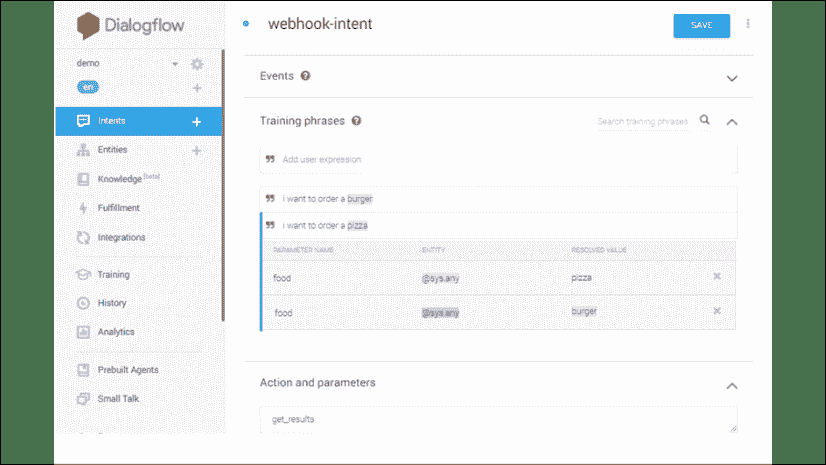 Dialogflow
demo
en
Intents
Entities
Knowledge [beta]
Fulfillment
Integrations
Training
History
Analytics
Prebuilt Agents
Small Talk
webhook-intent
SAVE
Events
Training phrases
Search training phrases
Add user expression
i want to order a burger
i want to order a pizza
PARAMETER NAME ENTITY RESOLVED VALUE
food @sys.any pizza
food @sys.any burger
Action and parameters
get_results